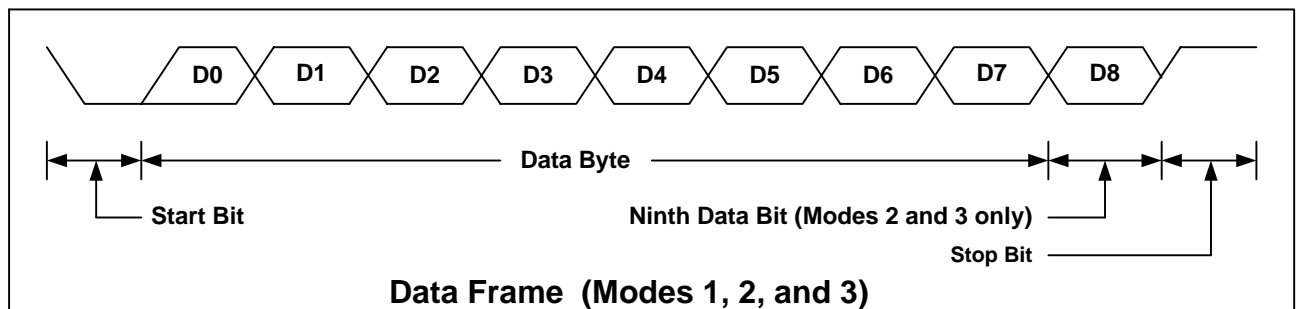 D0 D1 D2 D3 D4 D5 D6 D7 D8
Data Byte
Start Bit
Ninth Data Bit (Modes 2 and 3 only)
Stop Bit
Data Frame (Modes 1, 2, and 3)